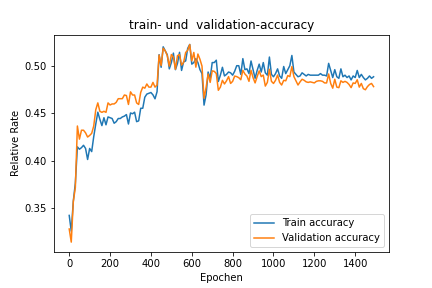 train- und  validation-accuracy
Relative Rate
0.50
0.45
0.40
0.35
0 200 400 600 800 1000 1200 1400
Epochen
Train accuracy
Validation accuracy